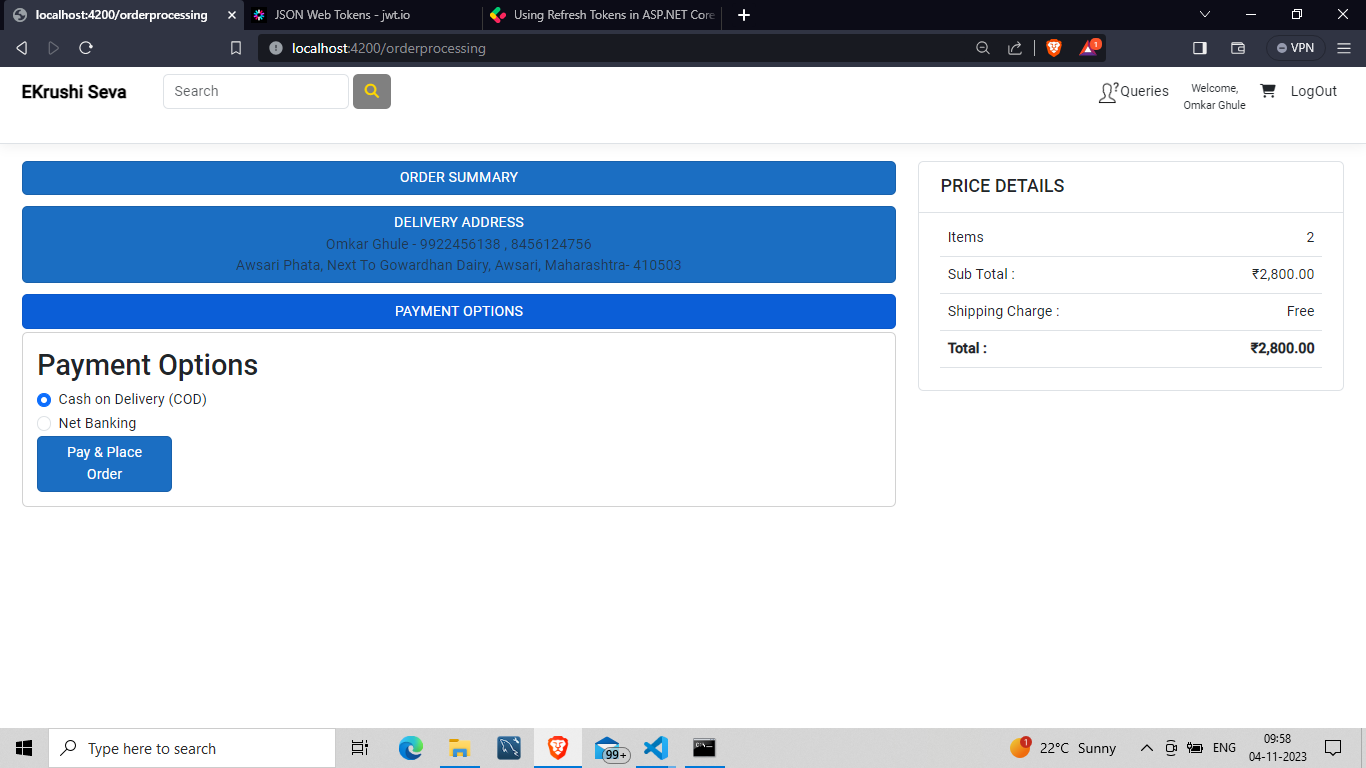 localhost:4200/orderprocessing
JSON Web Tokens - jwt.io
Using Refresh Tokens in ASP.NET Core
localhost:4200/orderprocessing
1
VPN
EKrushi Seva
Search
Queries
Welcome,
Omkar Ghule
LogOut
ORDER SUMMARY
DELIVERY ADDRESS
Omkar Ghule - 9922456138 , 8456124756
Awsari Phata, Next To Gowardhan Dairy, Awsari, Maharashtra- 410503
PAYMENT OPTIONS
Payment Options
Cash on Delivery (COD)
Net Banking
Pay & Place
Order
PRICE DETAILS
Items 2
Sub Total : ₹2,800.00
Shipping Charge : Free
Total : ₹2,800.00
Type here to search
99+
1
22°C Sunny
ENG
09:58
04-11-2023